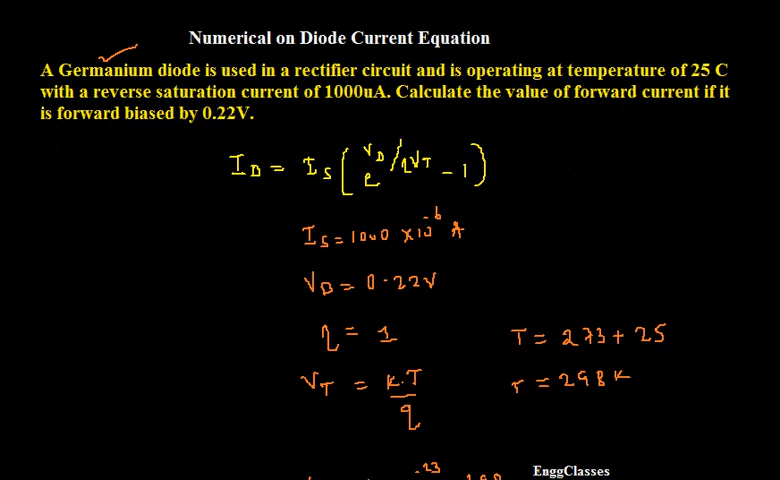 Numerical on Diode Current Equation
A Germanium diode is used in a rectifier circuit and is operating at temperature of 25 C
with a reverse saturation current of 1000uA. Calculate the value of forward current if it
is forward biased by 0.22V.
I_D = I_S ( e^(V_D/ηV_T) - 1 )
I_S = 1000 × 10^-6 A
V_D = 0.22V
η = 1
T = 273 + 25
V_T = K.T / q
T = 298 K
-23
298
EnggClasses